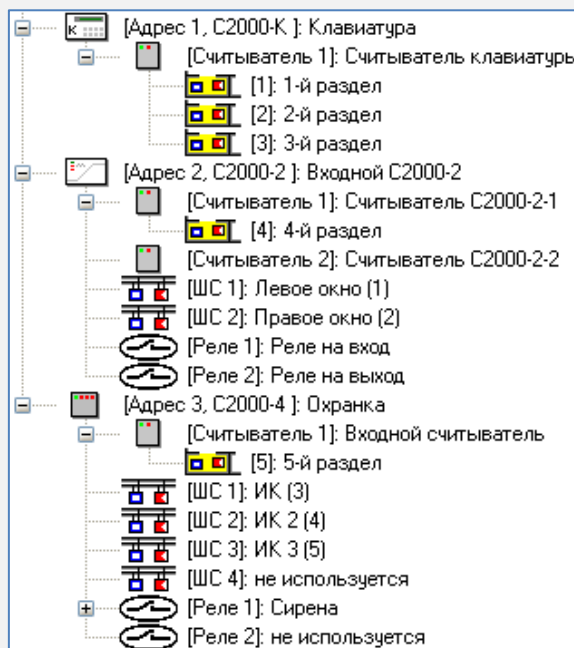 [Адрес 1, С2000-К ]: Клавиатура
[Считыватель 1]: Считыватель клавиатуры
[1]: 1-й раздел
[2]: 2-й раздел
[3]: 3-й раздел
[Адрес 2, С2000-2 ]: Входной С2000-2
[Считыватель 1]: Считыватель С2000-2-1
[4]: 4-й раздел
[Считыватель 2]: Считыватель С2000-2-2
[ШС 1]: Левое окно (1)
[ШС 2]: Правое окно (2)
[Реле 1]: Реле на вход
[Реле 2]: Реле на выход
[Адрес 3, С2000-4 ]: Охранка
[Считыватель 1]: Входной считыватель
[5]: 5-й раздел
[ШС 1]: ИК (3)
[ШС 2]: ИК 2 (4)
[ШС 3]: ИК 3 (5)
[ШС 4]: не используется
[Реле 1]: Сирена
[Реле 2]: не используется